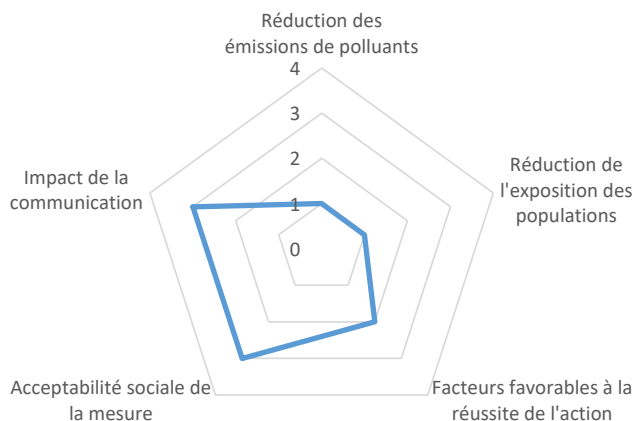 Réduction des
émissions de polluants
4
3
2
1
0
Réduction de
l'exposition des
populations
Impact de la
communication
Acceptabilité sociale de
la mesure
Facteurs favorables à la
réussite de l'action